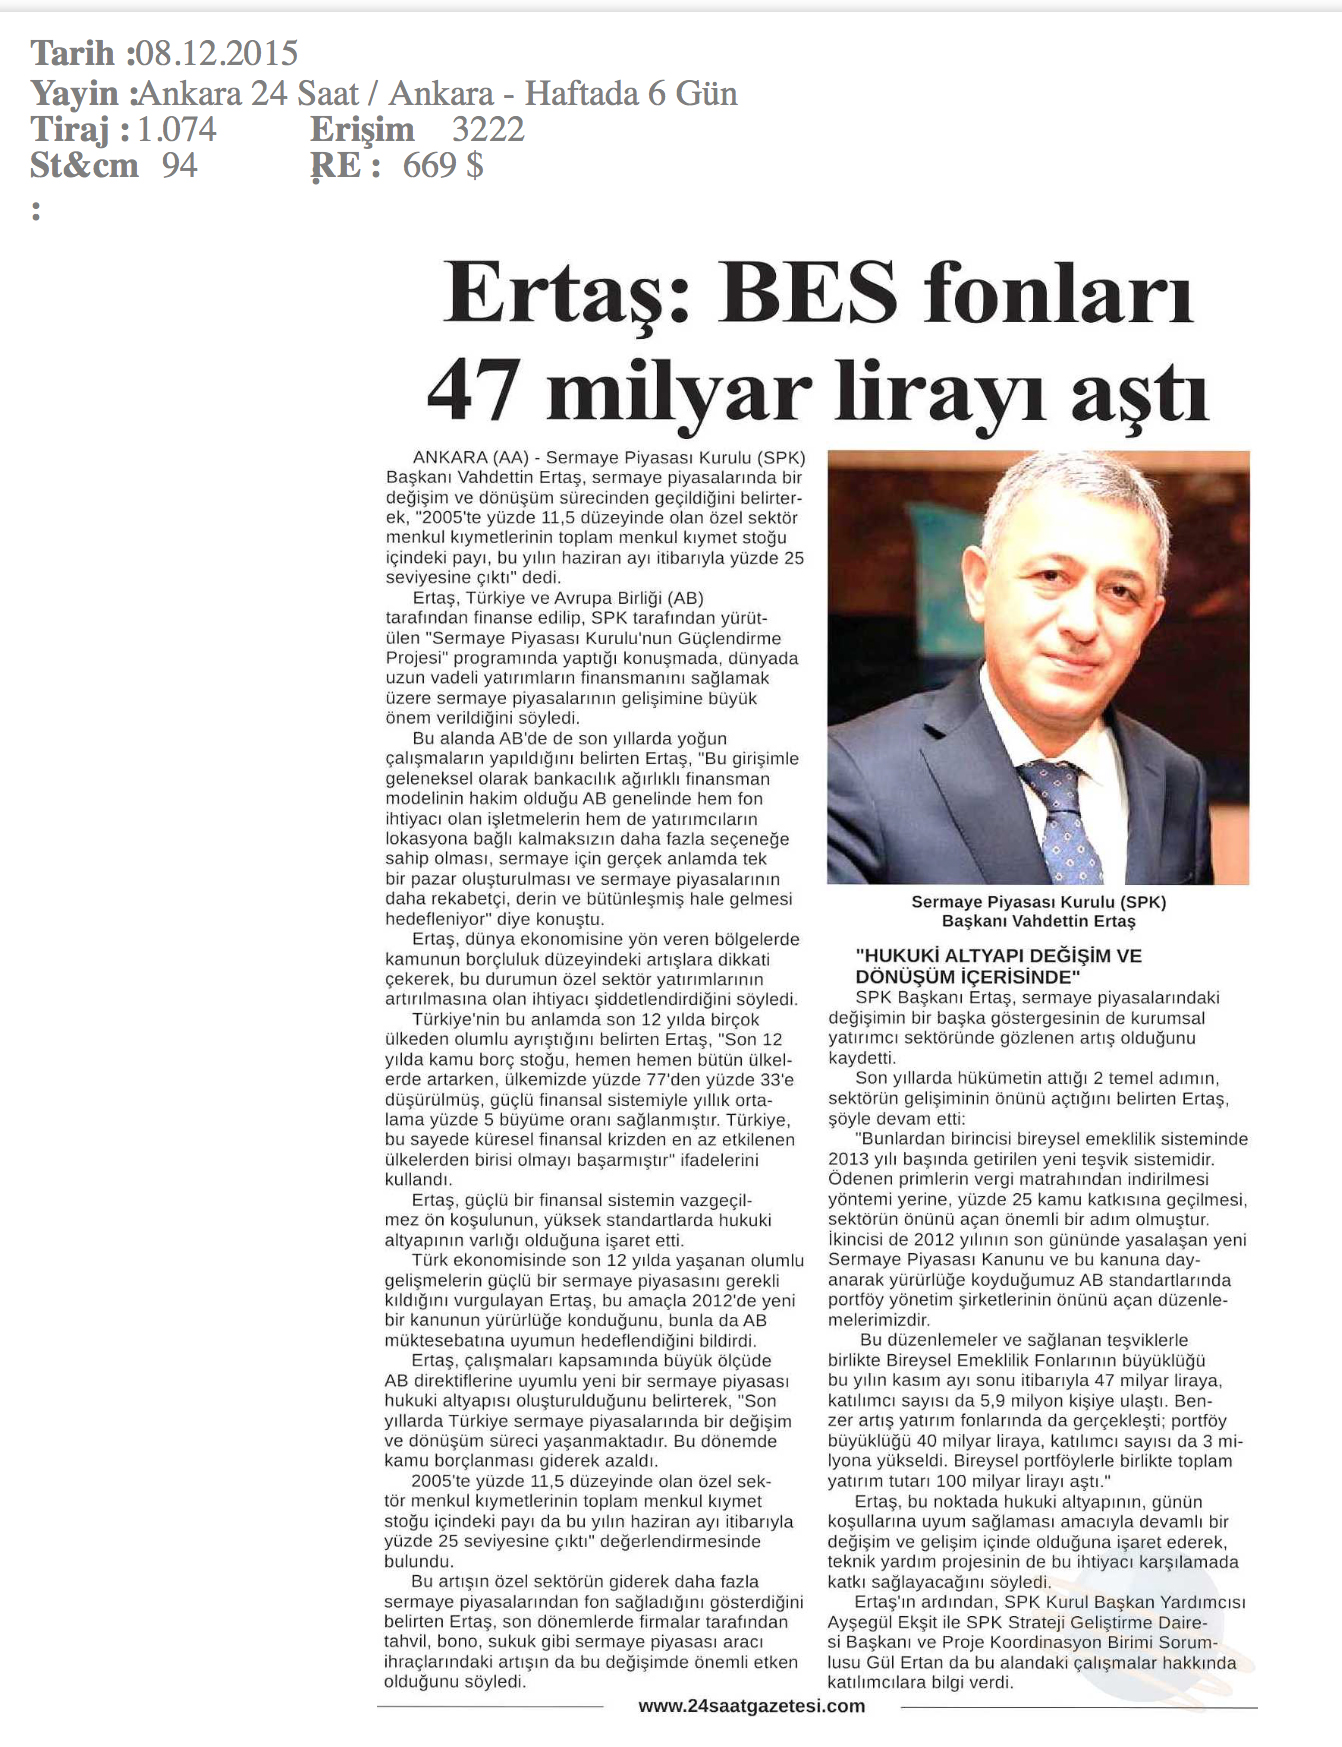 Tarih :08.12.2015
Yayin :Ankara 24 Saat / Ankara - Haftada 6 Gün
Tiraj : 1.074 Erişim 3222
St&cm 94 RE : 669 $
:
:
Ertaş: BES fonları
47 milyar lirayı aştı
ANKARA (AA) - Sermaye Piyasası Kurulu (SPK)
Başkanı Vahdettin Ertaş, sermaye piyasalarında bir
değişim ve dönüşüm sürecinden geçildiğini belirter-
ek, "2005'te yüzde 11,5 düzeyinde olan özel sektör
menkul kıymetlerinin toplam menkul kıymet stoğu
içindeki payı, bu yılın haziran ayı itibarıyla yüzde 25
seviyesine çıktı" dedi.
Ertaş, Türkiye ve Avrupa Birliği (AB)
tarafından finanse edilip, SPK tarafından yürüt-
ülen "Sermaye Piyasası Kurulu'nun Güçlendirme
Projesi" programında yaptığı konuşmada, dünyada
uzun vadeli yatırımların finansmanını sağlamak
üzere sermaye piyasalarının gelişimine büyük
önem verildiğini söyledi.
Bu alanda AB'de de son yıllarda yoğun
çalışmaların yapıldığını belirten Ertaş, "Bu girişimle
geleneksel olarak bankacılık ağırlıklı finansman
modelinin hakim olduğu AB genelinde hem fon
ihtiyacı olan işletmelerin hem de yatırımcıların
lokasyona bağlı kalmaksızın daha fazla seçeneğe
sahip olması, sermaye için gerçek anlamda tek
bir pazar oluşturulması ve sermaye piyasalarının
daha rekabetçi, derin ve bütünleşmiş hale gelmesi
hedefleniyor" diye konuştu.
Ertaş, dünya ekonomisine yön veren bölgelerde
kamunun borçluluk düzeyindeki artışlara dikkati
çekerek, bu durumun özel sektör yatırımlarının
artırılmasına olan ihtiyacı şiddetlendirdiğini söyledi.
Türkiye'nin bu anlamda son 12 yılda birçok
ülkeden olumlu ayrıştığını belirten Ertaş, "Son 12
yılda kamu borç stoğu, hemen hemen bütün ülkel-
erde artarken, ülkemizde yüzde 77'den yüzde 33'e
düşürülmüş, güçlü finansal sistemiyle yıllık orta-
lama yüzde 5 büyüme oranı sağlanmıştır. Türkiye,
bu sayede küresel finansal krizden en az etkilenen
ülkelerden birisi olmayı başarmıştır" ifadelerini
kullandı.
Ertaş, güçlü bir finansal sistemin vazgeçil-
mez ön koşulunun, yüksek standartlarda hukuki
altyapının varlığı olduğuna işaret etti.
Türk ekonomisinde son 12 yılda yaşanan olumlu
gelişmelerin güçlü bir sermaye piyasasını gerekli
kıldığını vurgulayan Ertaş, bu amaçla 2012'de yeni
bir kanunun yürürlüğe konduğunu, bunla da AB
müktesebatına uyumun hedeflendiğini bildirdi.
Ertaş, çalışmaları kapsamında büyük ölçüde
AB direktiflerine uyumlu yeni bir sermaye piyasası
hukuki altyapısı oluşturulduğunu belirterek, "Son
yıllarda Türkiye sermaye piyasalarında bir değişim
ve dönüşüm süreci yaşanmaktadır. Bu dönemde
kamu borçlanması giderek azaldı.
2005'te yüzde 11,5 düzeyinde olan özel sek-
tör menkul kıymetlerinin toplam menkul kıymet
stoğu içindeki payı da bu yılın haziran ayı itibarıyla
yüzde 25 seviyesine çıktı" değerlendirmesinde
bulundu.
Bu artışın özel sektörün giderek daha fazla
sermaye piyasalarından fon sağladığını gösterdiğini
belirten Ertaş, son dönemlerde firmalar tarafından
tahvil, bono, sukuk gibi sermaye piyasası aracı
ihraçlarındaki artışın da bu değişimde önemli etken
olduğunu söyledi.
Sermaye Piyasası Kurulu (SPK)
Başkanı Vahdettin Ertaş
"HUKUKİ ALTYAPI DEĞİŞİM VE
DÖNÜŞÜM İÇERİSİNDE"
SPK Başkanı Ertaş, sermaye piyasalarındaki
değişimin bir başka göstergesinin de kurumsal
yatırımcı sektöründe gözlenen artış olduğunu
kaydetti.
Son yıllarda hükümetin attığı 2 temel adımın,
sektörün gelişiminin önünü açtığını belirten Ertaş,
şöyle devam etti:
"Bunlardan birincisi bireysel emeklilik sisteminde
2013 yılı başında getirilen yeni teşvik sistemidir.
Ödenen primlerin vergi matrahından indirilmesi
yöntemi yerine, yüzde 25 kamu katkısına geçilmesi,
sektörün önünü açan önemli bir adım olmuştur.
İkincisi de 2012 yılının son gününde yasalaşan yeni
Sermaye Piyasası Kanunu ve bu kanuna day-
anarak yürürlüğe koyduğumuz AB standartlarında
portföy yönetim şirketlerinin önünü açan düzenle-
melerimizdir.
Bu düzenlemeler ve sağlanan teşviklerle
birlikte Bireysel Emeklilik Fonlarının büyüklüğü
bu yılın kasım ayı sonu itibarıyla 47 milyar liraya,
katılımcı sayısı da 5,9 milyon kişiye ulaştı. Ben-
zer artış yatırım fonlarında da gerçekleşti; portföy
büyüklüğü 40 milyar liraya, katılımcı sayısı da 3 mi-
lyona yükseldi. Bireysel portföylerle birlikte toplam
yatırım tutarı 100 milyar lirayı aştı."
Ertaş, bu noktada hukuki altyapının, günün
koşullarına uyum sağlaması amacıyla devamlı bir
değişim ve gelişim içinde olduğuna işaret ederek,
teknik yardım projesinin de bu ihtiyacı karşılamada
katkı sağlayacağını söyledi.
Ertaş'ın ardından, SPK Kurul Başkan Yardımcısı
Ayşegül Ekşit ile SPK Strateji Geliştirme Daire-
si Başkanı ve Proje Koordinasyon Birimi Sorum-
lusu Gül Ertan da bu alandaki çalışmalar hakkında
katılımcılara bilgi verdi.
www.24saatgazetesi.com